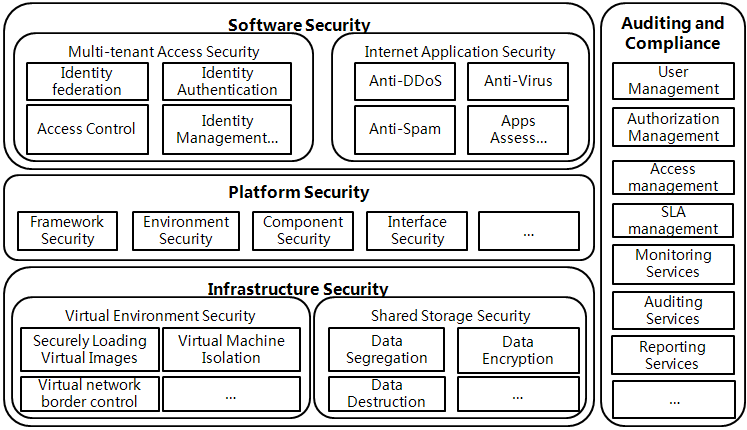 Software Security
Multi-tenant Access Security
Identity
federation
Identity
Authentication
Access Control
Identity
Management...
Internet Application Security
Anti-DDoS
Anti-Virus
Anti-Spam
Apps
Assess...
Platform Security
Framework
Security
Environment
Security
Component
Security
Interface
Security
...
Infrastructure Security
Virtual Environment Security
Securely Loading
Virtual Images
Virtual Machine
Isolation
Virtual network
border control
...
Shared Storage Security
Data
Segregation
Data
Encryption
Data
Destruction
...
Auditing and
Compliance
User
Management
Authorization
Management
Access
management
SLA
management
Monitoring
Services
Auditing
Services
Reporting
Services
...